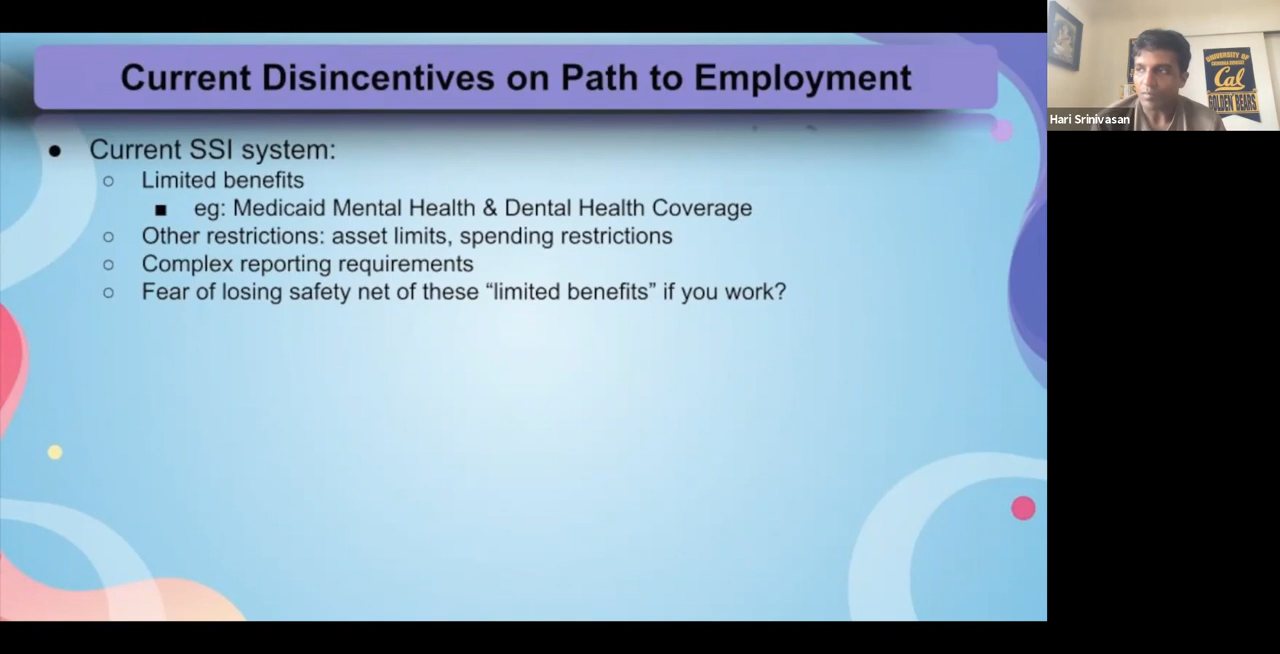 Current Disincentives on Path to Employment
● Current SSI system:
○ Limited benefits
■ eg: Medicaid Mental Health & Dental Health Coverage
○ Other restrictions: asset limits, spending restrictions
○ Complex reporting requirements
○ Fear of losing safety net of these “limited benefits” if you work?
UNIVERSITY OF
Cal
GOLDEN BEARS
Hari Srinivasan